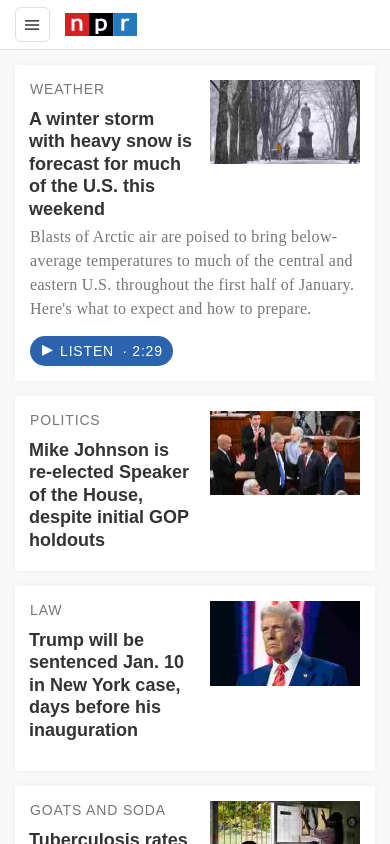 npr
WEATHER
A winter storm
with heavy snow is
forecast for much
of the U.S. this
weekend
Blasts of Arctic air are poised to bring below-
average temperatures to much of the central and
eastern U.S. throughout the first half of January.
Here's what to expect and how to prepare.
LISTEN · 2:29
POLITICS
Mike Johnson is
re-elected Speaker
of the House,
despite initial GOP
holdouts
LAW
Trump will be
sentenced Jan. 10
in New York case,
days before his
inauguration
GOATS AND SODA
Tuberculosis rates